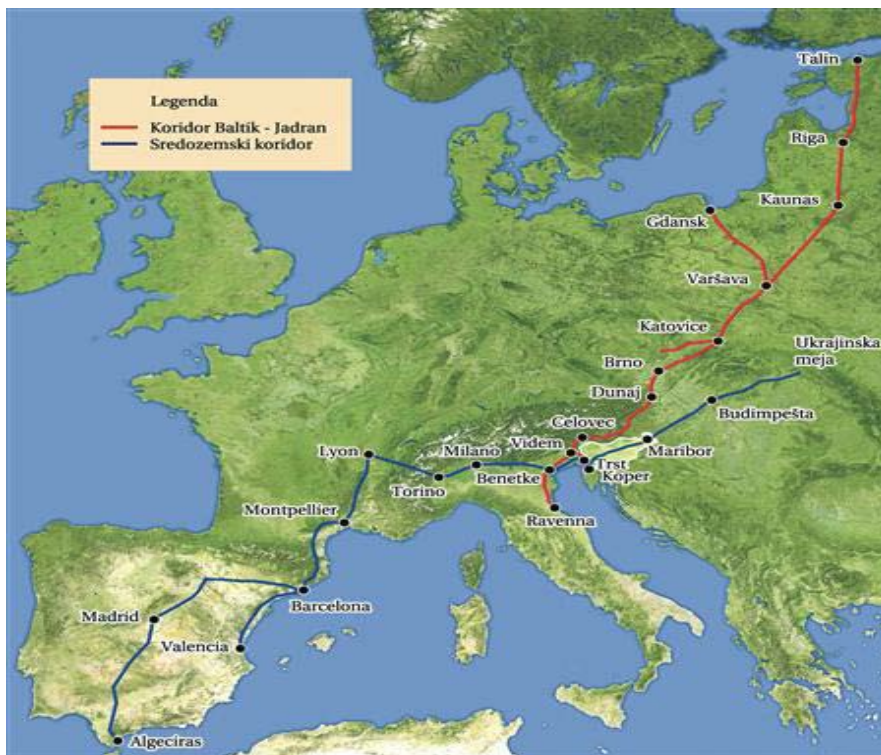 Legenda
Koridor Baltik - Jadran
Sredozemski koridor
Talin
Riga
Kaunas
Gdansk
Varšava
Katovice
Ukrajinska
meja
Brno
Dunaj
Budimpešta
Celovec
Videm
Maribor
Lyon
Milano
Trst
Benetke
Koper
Torino
Montpellier
Ravenna
Barcelona
Madrid
Valencia
Algeciras